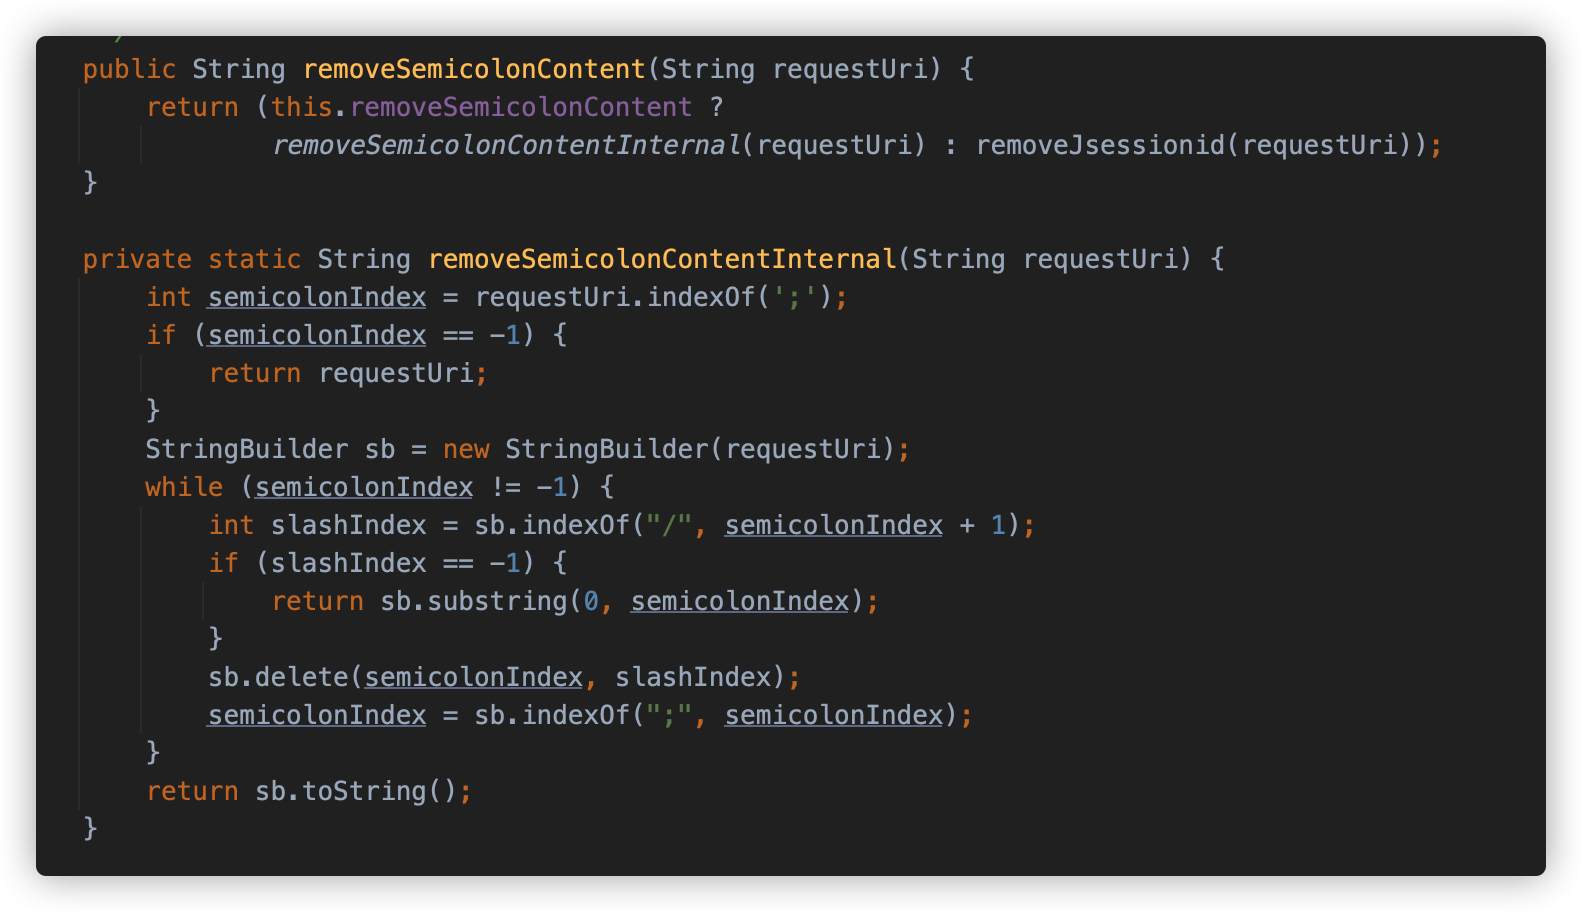 public String removeSemicolonContent(String requestUri) {
    return (this.removeSemicolonContent ?
            removeSemicolonContentInternal(requestUri) : removeJsessionid(requestUri));
}

private static String removeSemicolonContentInternal(String requestUri) {
    int semicolonIndex = requestUri.indexOf(';');
    if (semicolonIndex == -1) {
        return requestUri;
    }
    StringBuilder sb = new StringBuilder(requestUri);
    while (semicolonIndex != -1) {
        int slashIndex = sb.indexOf("/", semicolonIndex + 1);
        if (slashIndex == -1) {
            return sb.substring(0, semicolonIndex);
        }
        sb.delete(semicolonIndex, slashIndex);
        semicolonIndex = sb.indexOf(";", semicolonIndex);
    }
    return sb.toString();
}